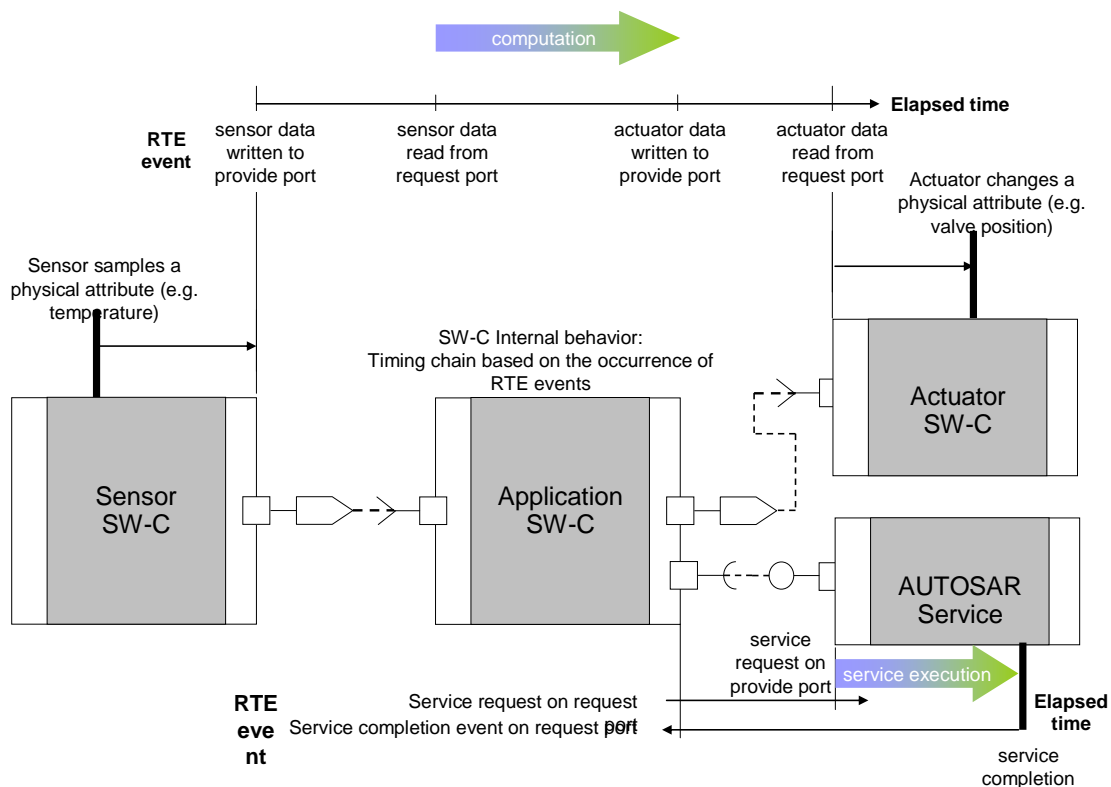 computation
Elapsed time
RTE
event
sensor data
written to
provide port
sensor data
read from
request port
actuator data
written to
provide port
actuator data
read from
request port
Actuator changes a
physical attribute (e.g.
valve position)
Sensor samples a
physical attribute (e.g.
temperature)
SW-C Internal behavior:
Timing chain based on the occurrence of
RTE events
Sensor
SW-C
Application
SW-C
Actuator
SW-C
AUTOSAR
Service
service
request on
provide port
service execution
RTE
eve
nt
Service request on request
port
Service completion event on request port
Elapsed
time
service
completion